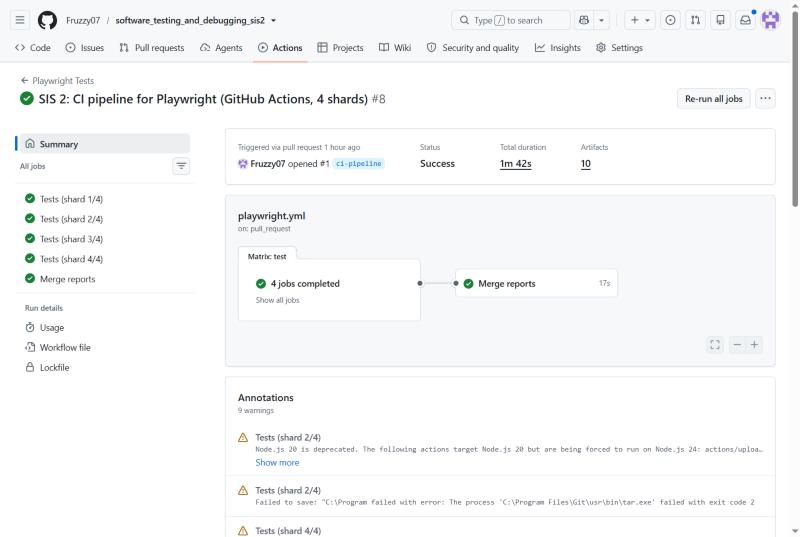 Fruzzy07 / software_testing_and_debugging_sis2
Type / to search
Code
Issues
Pull requests
Agents
Actions
Projects
Wiki
Security and quality
Insights
Settings
Playwright Tests
SIS 2: CI pipeline for Playwright (GitHub Actions, 4 shards) #8
Re-run all jobs
Summary
All jobs
Tests (shard 1/4)
Tests (shard 2/4)
Tests (shard 3/4)
Tests (shard 4/4)
Merge reports
Run details
Usage
Workflow file
Lockfile
Triggered via pull request 1 hour ago
Fruzzy07 opened #1 ci-pipeline
Status
Success
Total duration
1m 42s
Artifacts
10
playwright.yml
on: pull_request
Matrix: test
4 jobs completed
Show all jobs
Merge reports 17s
Annotations
9 warnings
Tests (shard 2/4)
Node.js 20 is deprecated. The following actions target Node.js 20 but are being forced to run on Node.js 24: actions/uploa…
Show more
Tests (shard 2/4)
Failed to save: "C:\Program failed with error: The process 'C:\Program Files\Git\usr\bin\tar.exe' failed with exit code 2
Tests (shard 4/4)